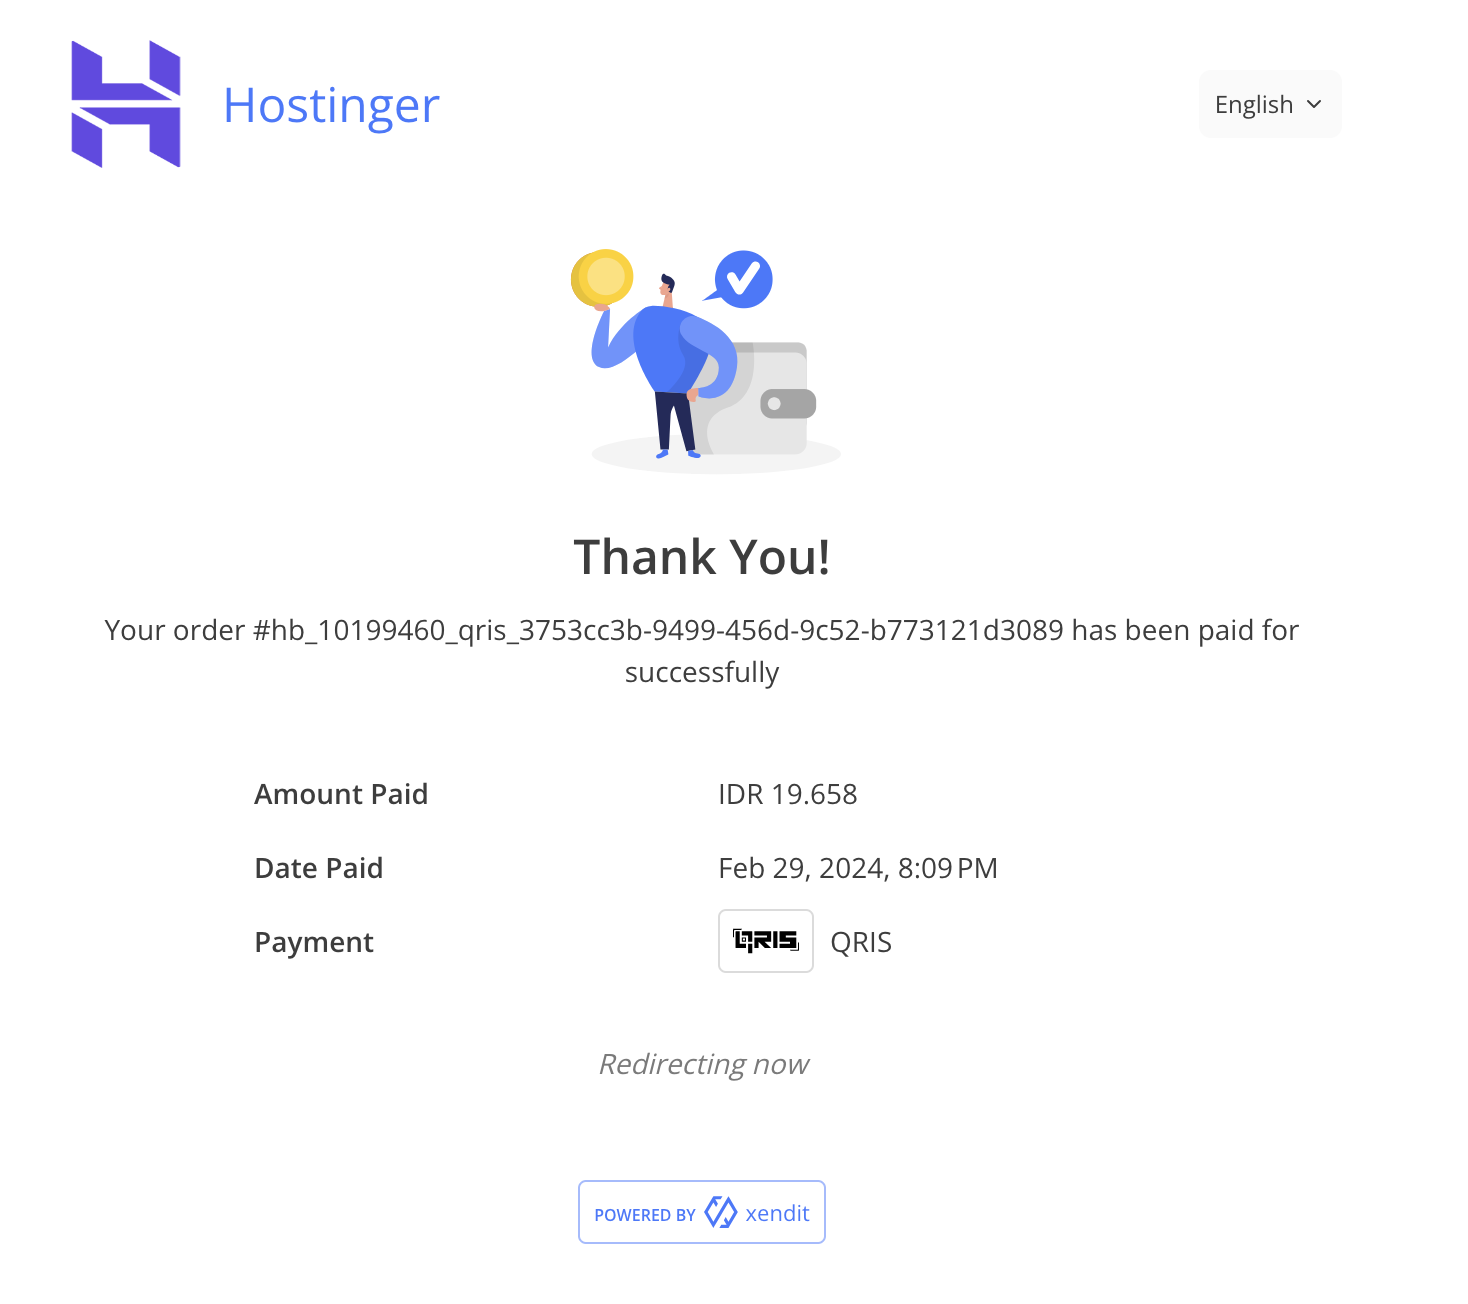 Hostinger
English
Thank You!
Your order #hb_10199460_qris_3753cc3b-9499-456d-9c52-b773121d3089 has been paid for
successfully
Amount Paid IDR 19.658
Date Paid Feb 29, 2024, 8:09 PM
Payment QRIS QRIS
Redirecting now
POWERED BY xendit